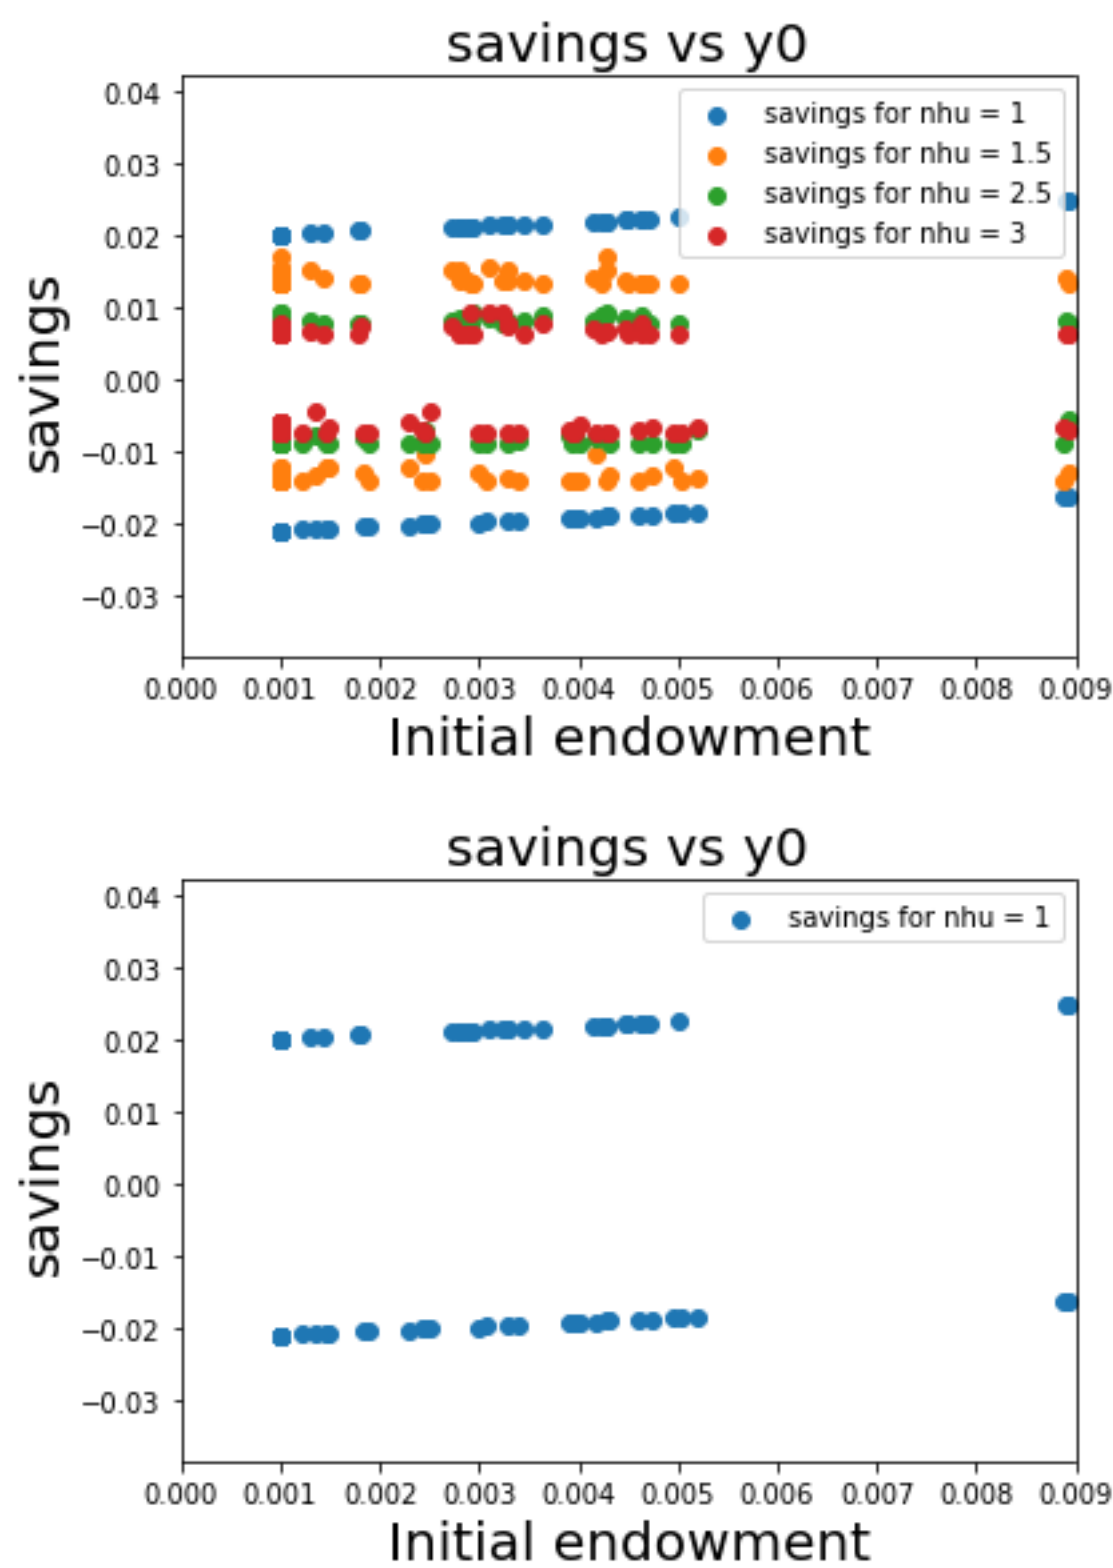 savings vs y0
0.04
0.03
0.02
0.01
0.00
−0.01
−0.02
−0.03
savings
savings for nhu = 1
savings for nhu = 1.5
savings for nhu = 2.5
savings for nhu = 3
0.000 0.001 0.002 0.003 0.004 0.005 0.006 0.007 0.008 0.009
Initial endowment
savings vs y0
0.04
0.03
0.02
0.01
0.00
−0.01
−0.02
−0.03
savings
savings for nhu = 1
0.000 0.001 0.002 0.003 0.004 0.005 0.006 0.007 0.008 0.009
Initial endowment